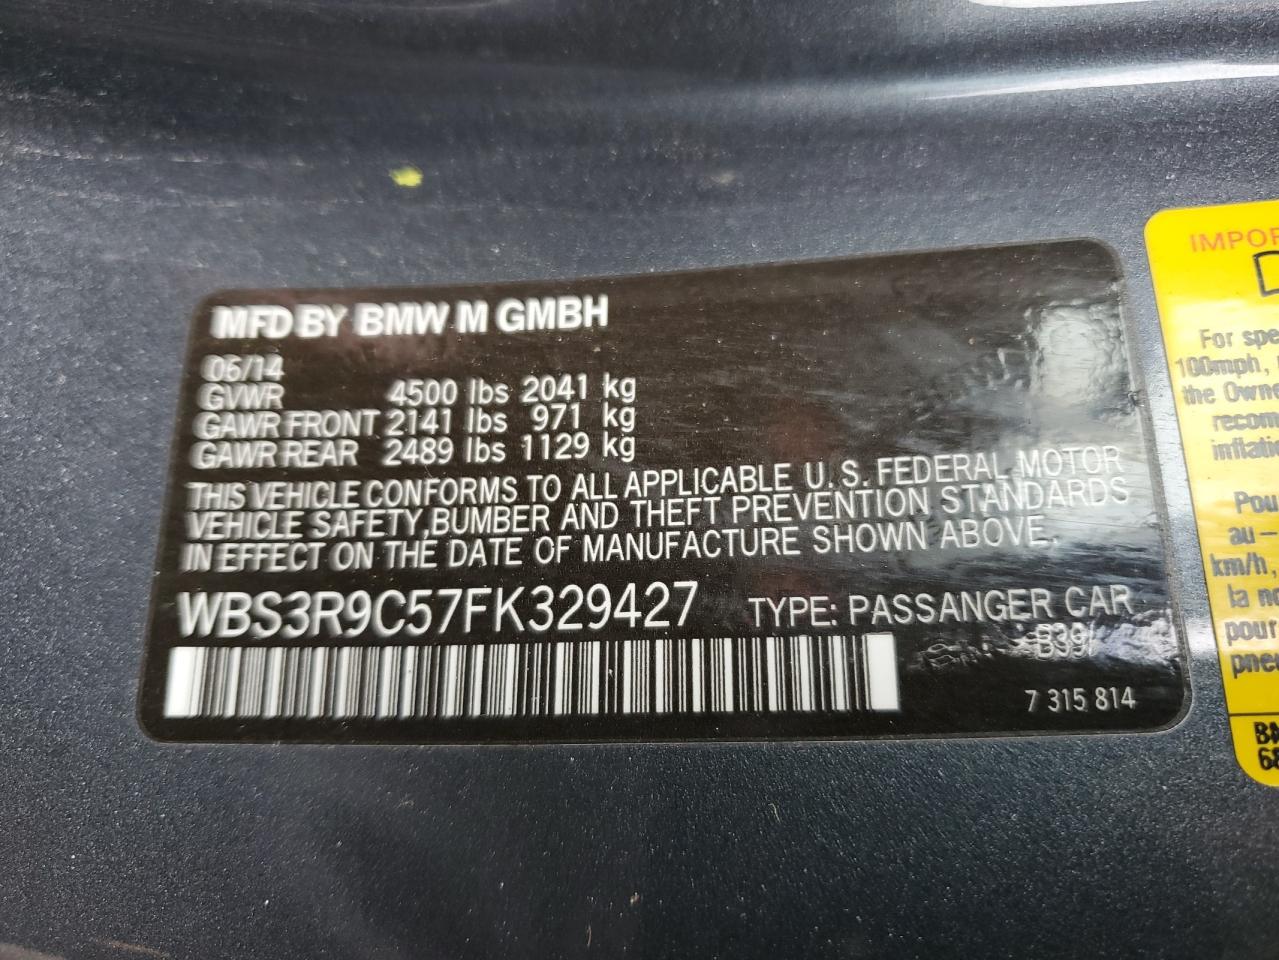 MFD BY BMW M GMBH
06/14
GVWR 4500 lbs 2041 kg
GAWR FRONT 2141 lbs 971 kg
GAWR REAR 2489 lbs 1129 kg
THIS VEHICLE CONFORMS TO ALL APPLICABLE U.S. FEDERAL MOTOR
VEHICLE SAFETY, BUMBER AND THEFT PREVENTION STANDARDS
IN EFFECT ON THE DATE OF MANUFACTURE SHOWN ABOVE.
WBS3R9C57FK329427 TYPE: PASSANGER CAR
B39/
7 315 814
For spe
100mph,
the Owne
recom
inflati
Pou
au –
km/h,
la no
pour
pne